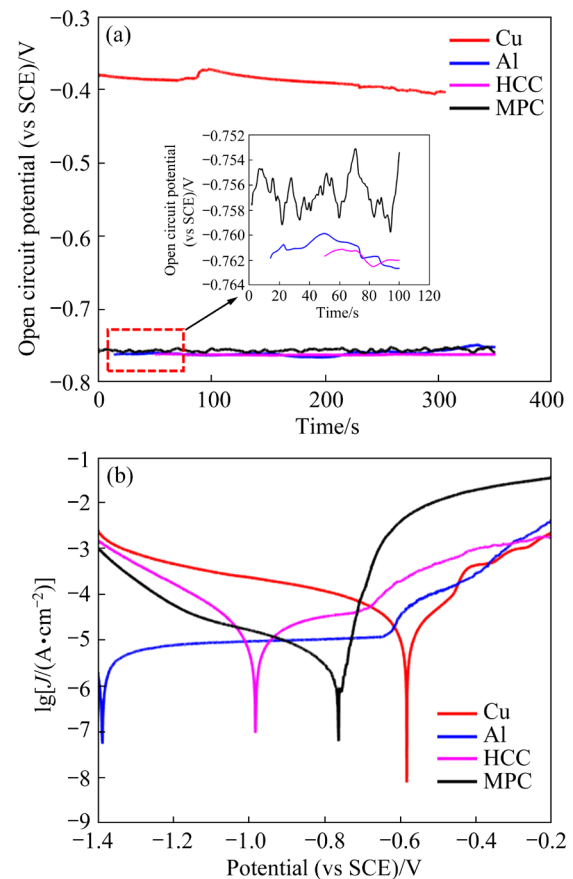 (a)
Cu
Al
HCC
MPC
Open circuit potential (vs SCE)/V
−0.3
−0.4
−0.5
−0.6
−0.7
−0.8
0
100
200
300
400
Time/s
Open circuit potential
(vs SCE)/V
−0.752
−0.754
−0.756
−0.758
−0.760
−0.762
−0.764
0
20
40
60
80
100
120
Time/s
(b)
lg[J/(A•cm−2)]
−1
−2
−3
−4
−5
−6
−7
−8
−9
Cu
Al
HCC
MPC
−1.4
−1.2
−1.0
−0.8
−0.6
−0.4
−0.2
Potential (vs SCE)/V